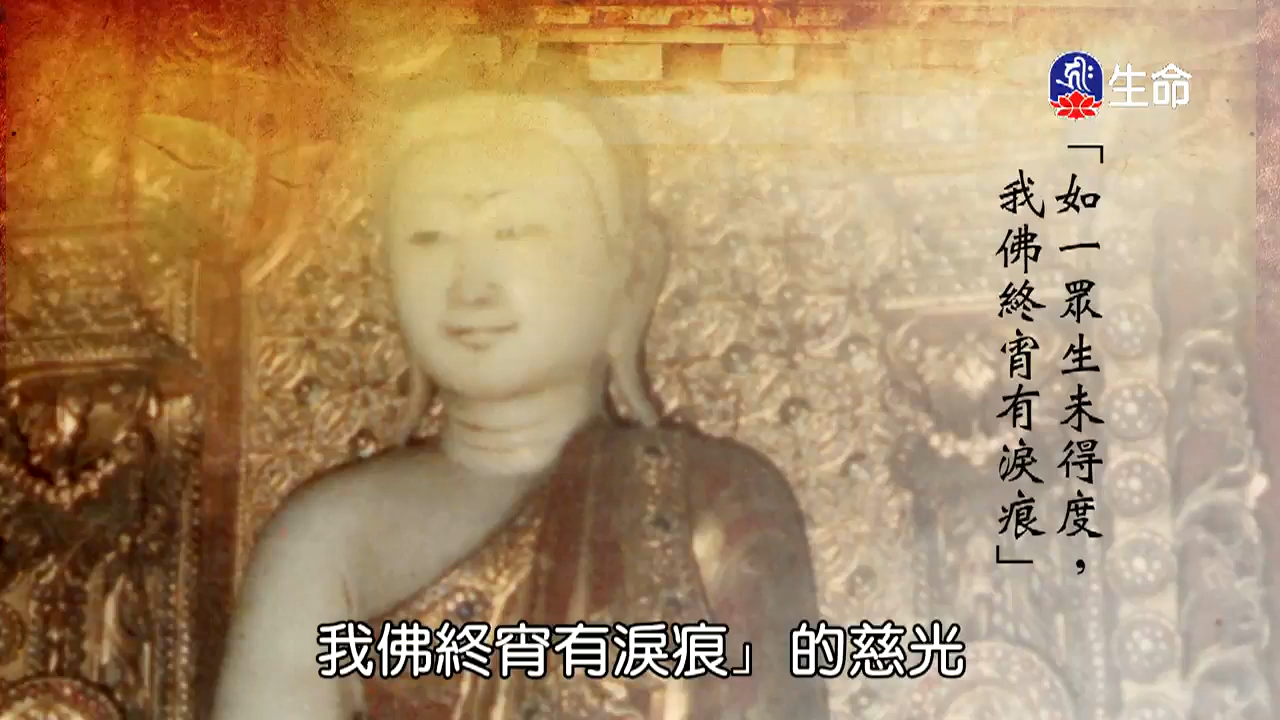 生命
「如一眾生未得度，
我佛終宵有淚痕」
我佛終宵有淚痕」的慈光